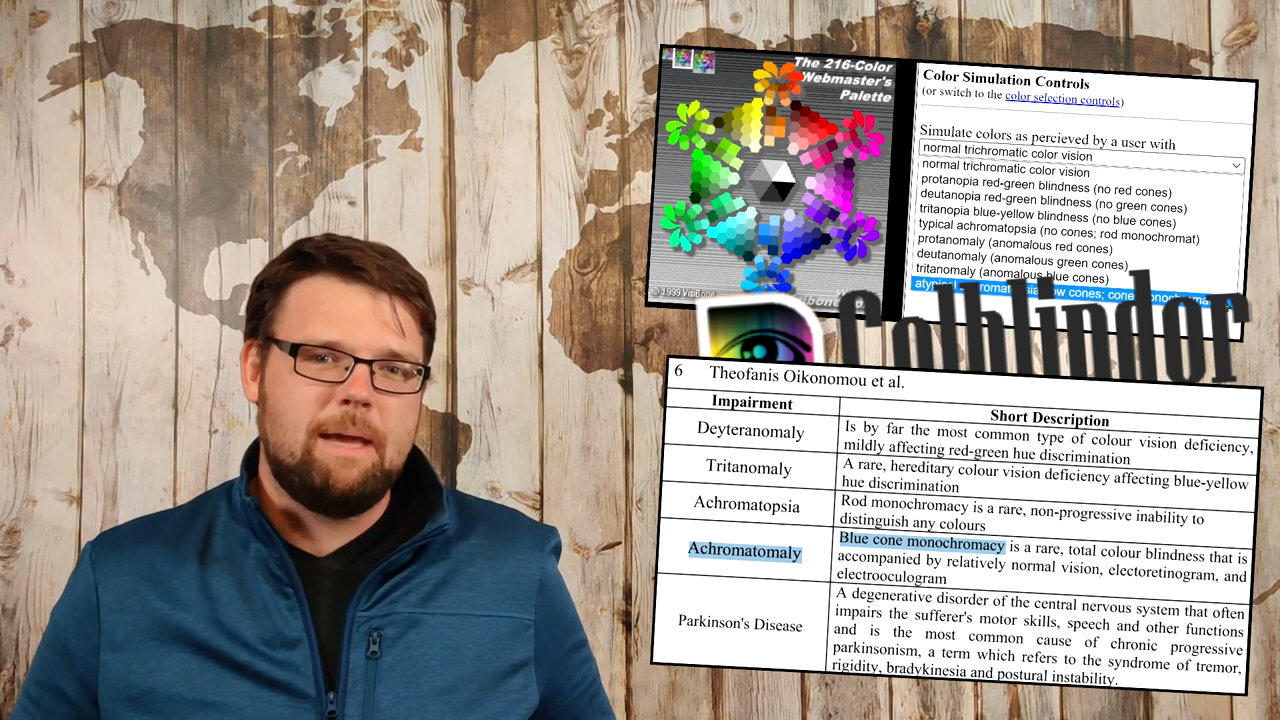 The 216-Color
Webmaster's
Palette
© 1999
Color Simulation Controls
(or switch to the color selection controls)
Simulate colors as percieved by a user with
normal trichromatic color vision
normal trichromatic color vision
protanopia red-green blindness (no red cones)
deutanopia red-green blindness (no green cones)
tritanopia blue-yellow blindness (no blue cones)
typical achromatopsia (no cones; rod monochromat)
protanomaly (anomalous red cones)
deutanomaly (anomalous green cones)
tritanomaly (anomalous blue cones)
cones;
Colblindor
6 Theofanis Oikonomou et al.
Impairment Short Description
Deyteranomaly Is by far the most common type of colour vision deficiency,
mildly affecting red-green hue discrimination
Tritanomaly A rare, hereditary colour vision deficiency affecting blue-yellow
hue discrimination
Achromatopsia Rod monochromacy is a rare, non-progressive inability to
distinguish any colours
Achromatomaly Blue cone monochromacy is a rare, total colour blindness that is
accompanied by relatively normal vision, electoretinogram, and
electrooculogram
Parkinson's Disease A degenerative disorder of the central nervous system that often
impairs the sufferer's motor skills, speech and other functions
and is the most common cause of chronic progressive
parkinsonism, a term which refers to the syndrome of tremor,
rigidity, bradykinesia and postural instability.